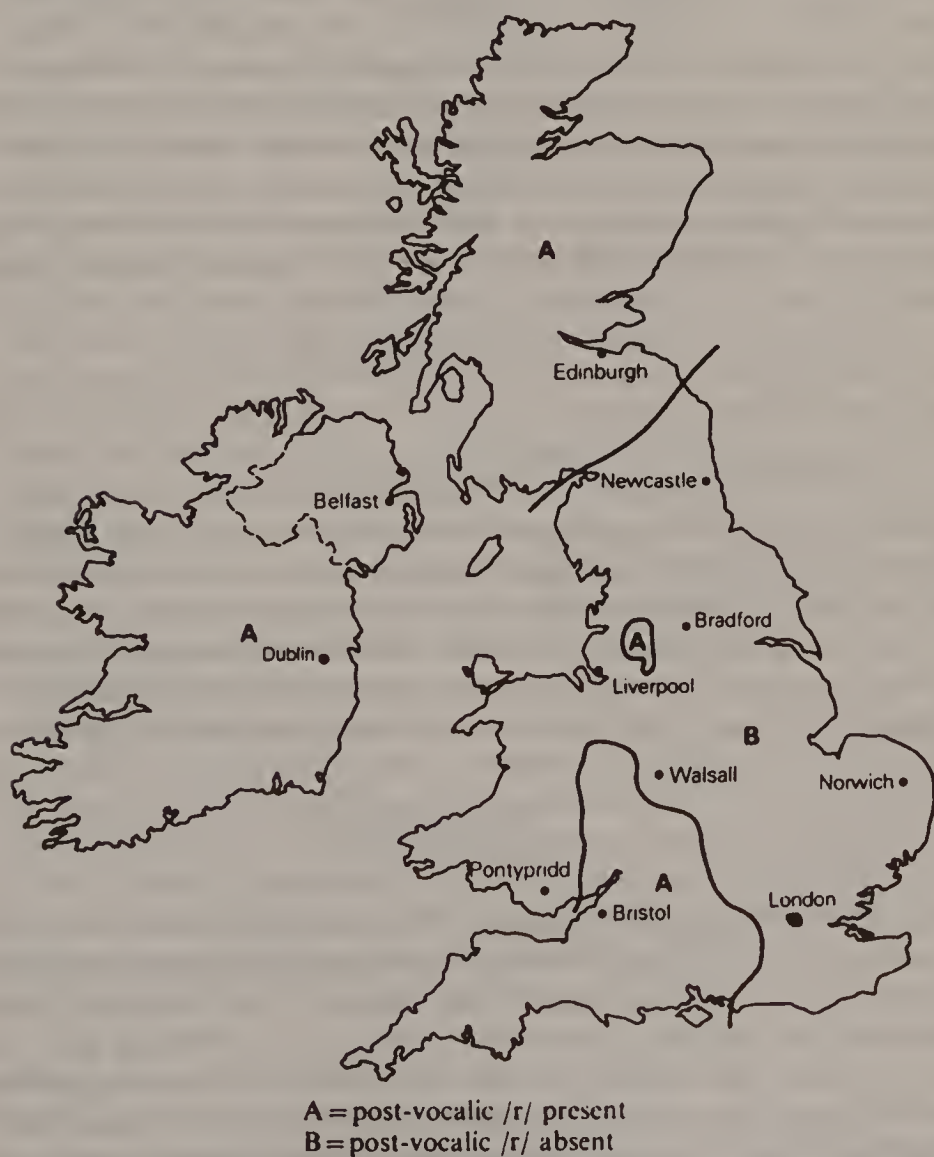 A
Edinburgh
Newcastle
Belfast
Bradford
A
A
Dublin
Liverpool
B
Walsall
Norwich
Pontypridd
A
London
Bristol
A = post-vocalic /r/ present
B = post-vocalic /r/ absent